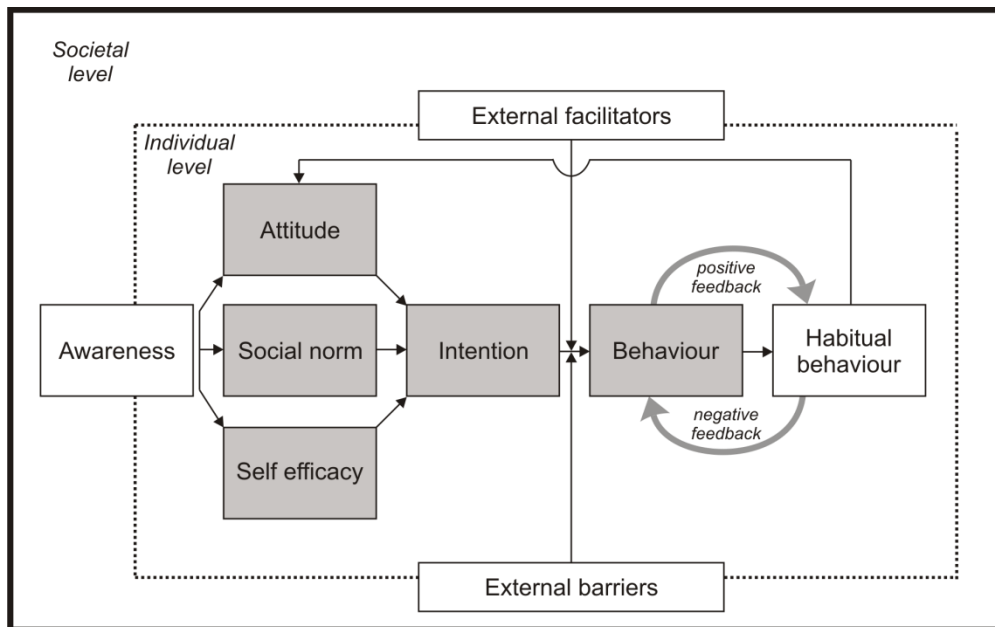 Societal
level
External facilitators
Individual
level
Attitude
positive
feedback
Awareness
Social norm
Intention
Behaviour
Habitual
behaviour
negative
feedback
Self efficacy
External barriers